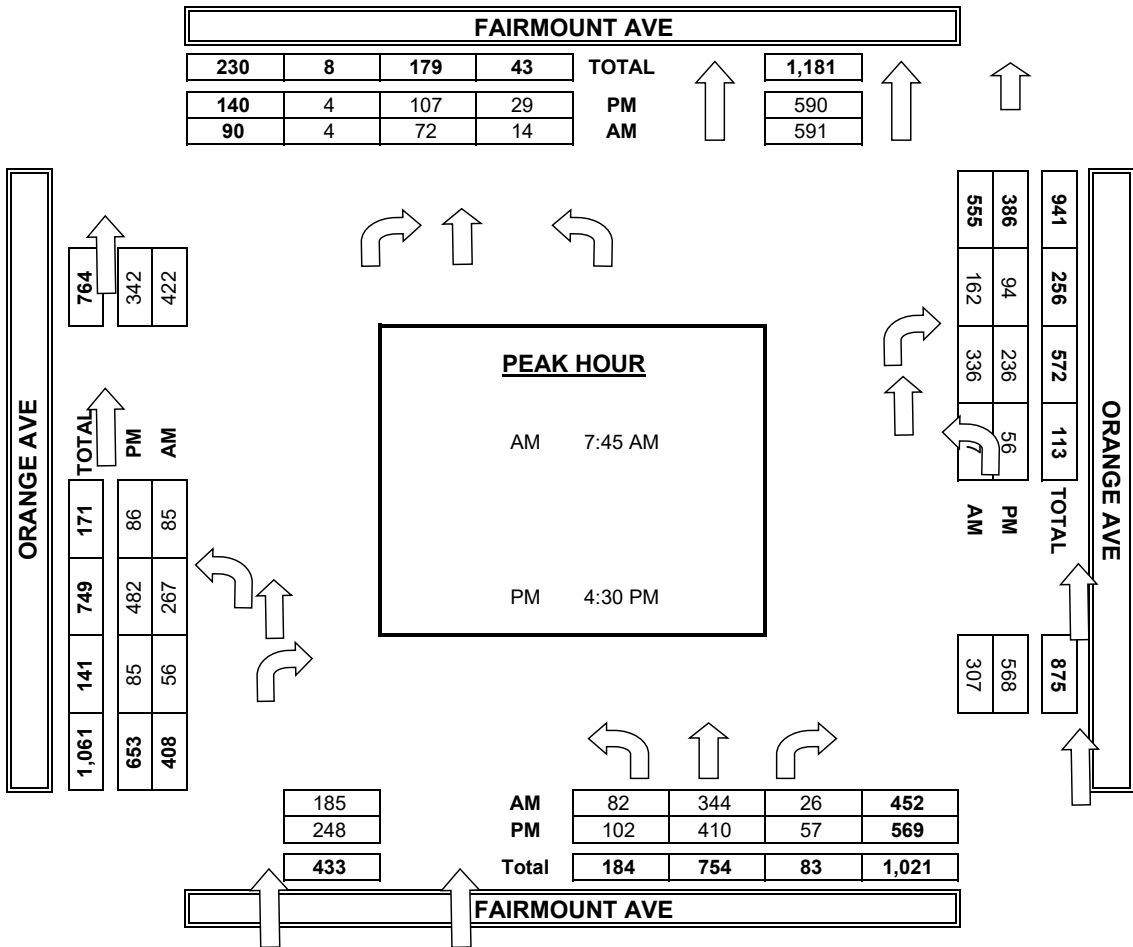 FAIRMOUNT AVE
230 8 179 43 TOTAL 1,181
140 4 107 29 PM 590
90 4 72 14 AM 591
ORANGE AVE
764 342 422
TOTAL PM AM
171 86 85
749 482 267
141 85 56
1,061 653 408
PEAK HOUR
AM 7:45 AM
PM 4:30 PM
555 386 941
162 94 256
336 236 572
56 113
AM PM TOTAL
307 568 875
ORANGE AVE
185 AM 82 344 26 452
248 PM 102 410 57 569
433 Total 184 754 83 1,021
FAIRMOUNT AVE